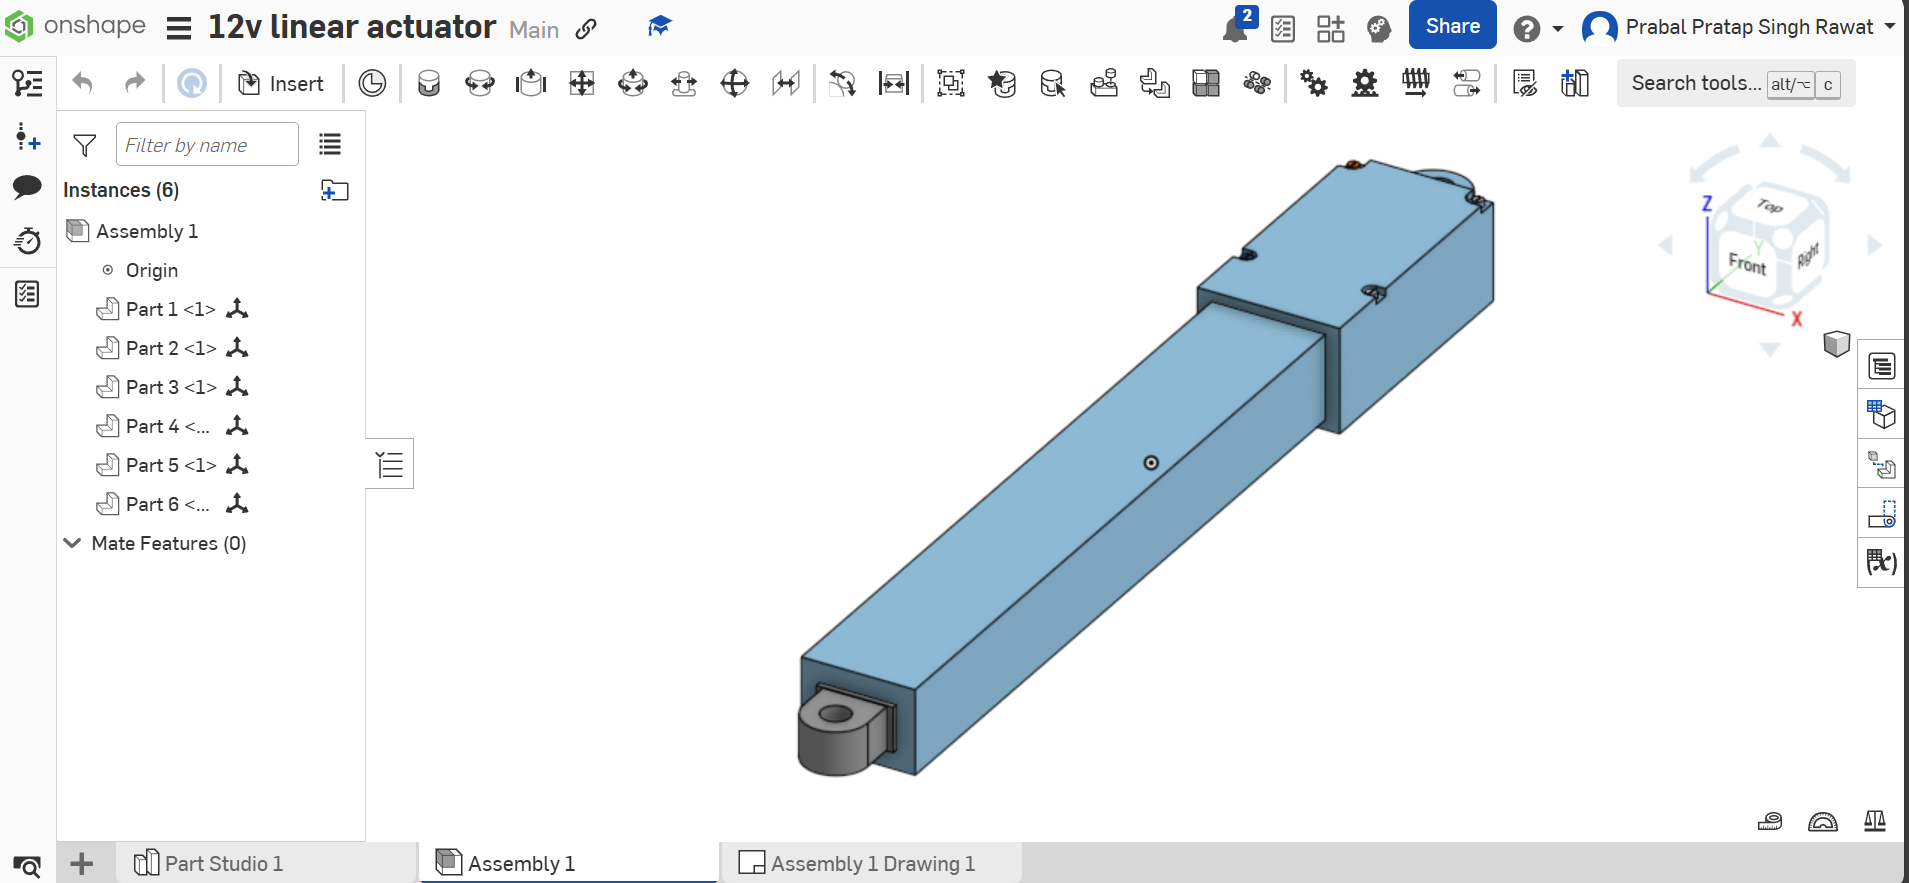 onshape
12v linear actuator Main
2
Share
Prabal Pratap Singh Rawat
Insert
Search tools... alt/⌥ c
Filter by name
Instances (6)
Assembly 1
Origin
Part 1 <1>
Part 2 <1>
Part 3 <1>
Part 4 <...
Part 5 <1>
Part 6 <...
Mate Features (0)
Z
Top
Y
Front
Right
X
(x)
Part Studio 1
Assembly 1
Assembly 1 Drawing 1